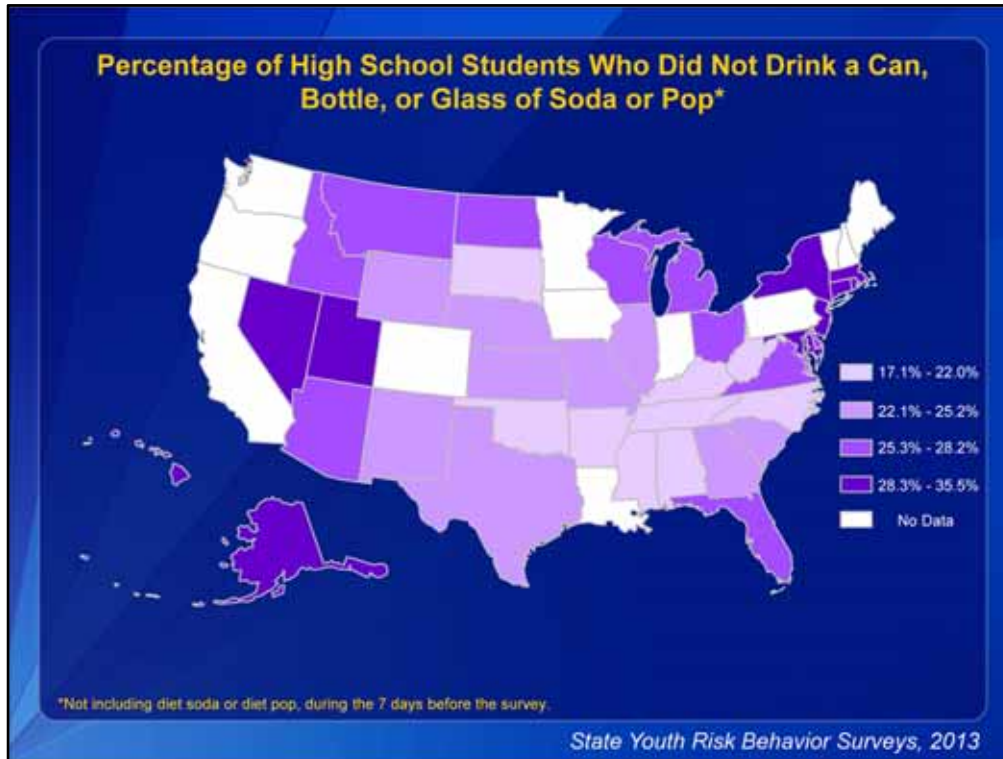 Percentage of High School Students Who Did Not Drink a Can,
Bottle, or Glass of Soda or Pop*
17.1% - 22.0%
22.1% - 25.2%
25.3% - 28.2%
28.3% - 35.5%
No Data
*Not including diet soda or diet pop, during the 7 days before the survey.
State Youth Risk Behavior Surveys, 2013